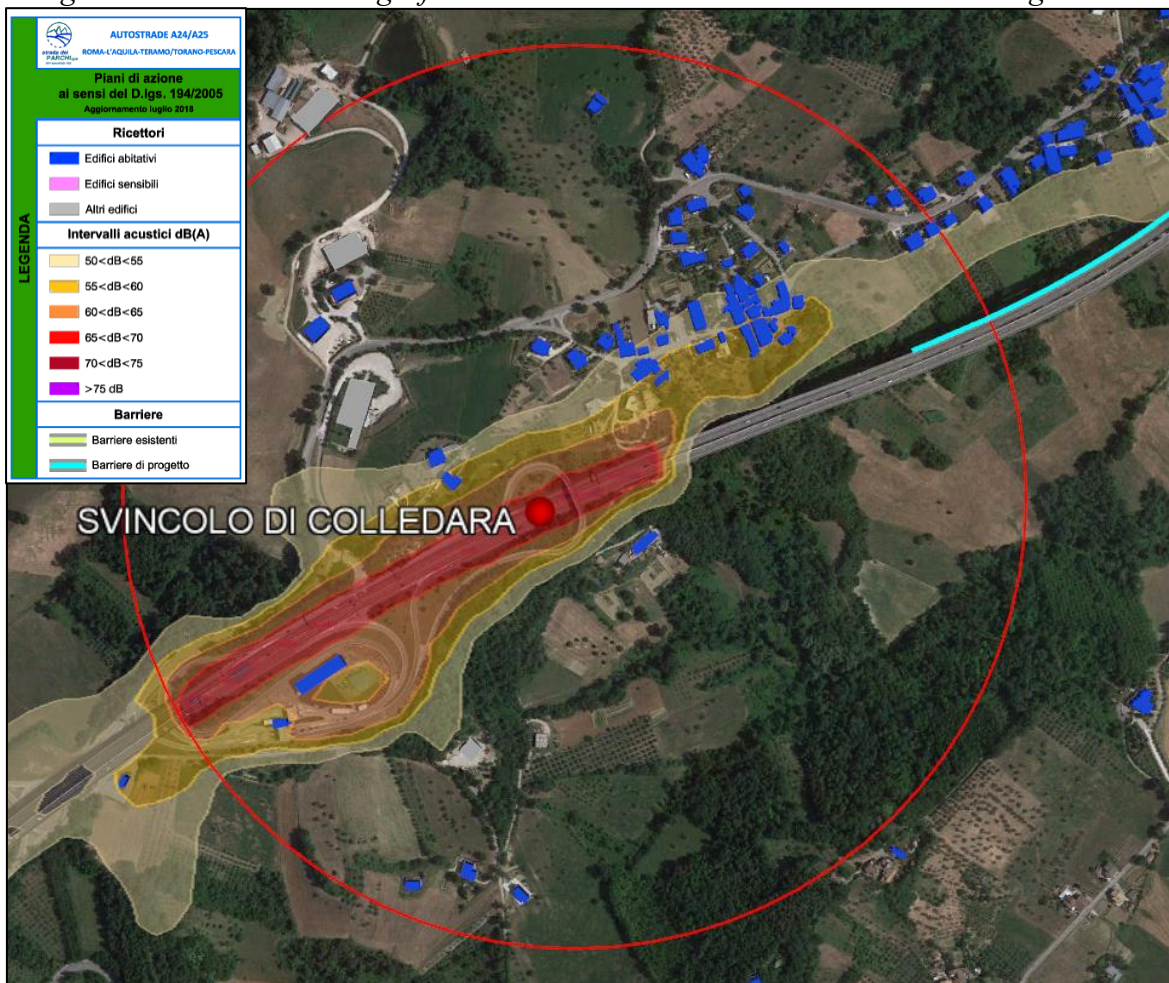 AUTOSTRADE A24/A25
ROMA-L'AQUILA-TERAMO/TORANO-PESCARA
strada dei
PARCHI
Piani di azione
ai sensi del D.lgs. 194/2005
Aggiornamento luglio 2018
LEGENDA
Ricettori
Edifici abitativi
Edifici sensibili
Altri edifici
Intervalli acustici dB(A)
50<dB<55
55<dB<60
60<dB<65
65<dB<70
70<dB<75
>75 dB
Barriere
Barriere esistenti
Barriere di progetto
SVINCOLO DI COLLEDARA